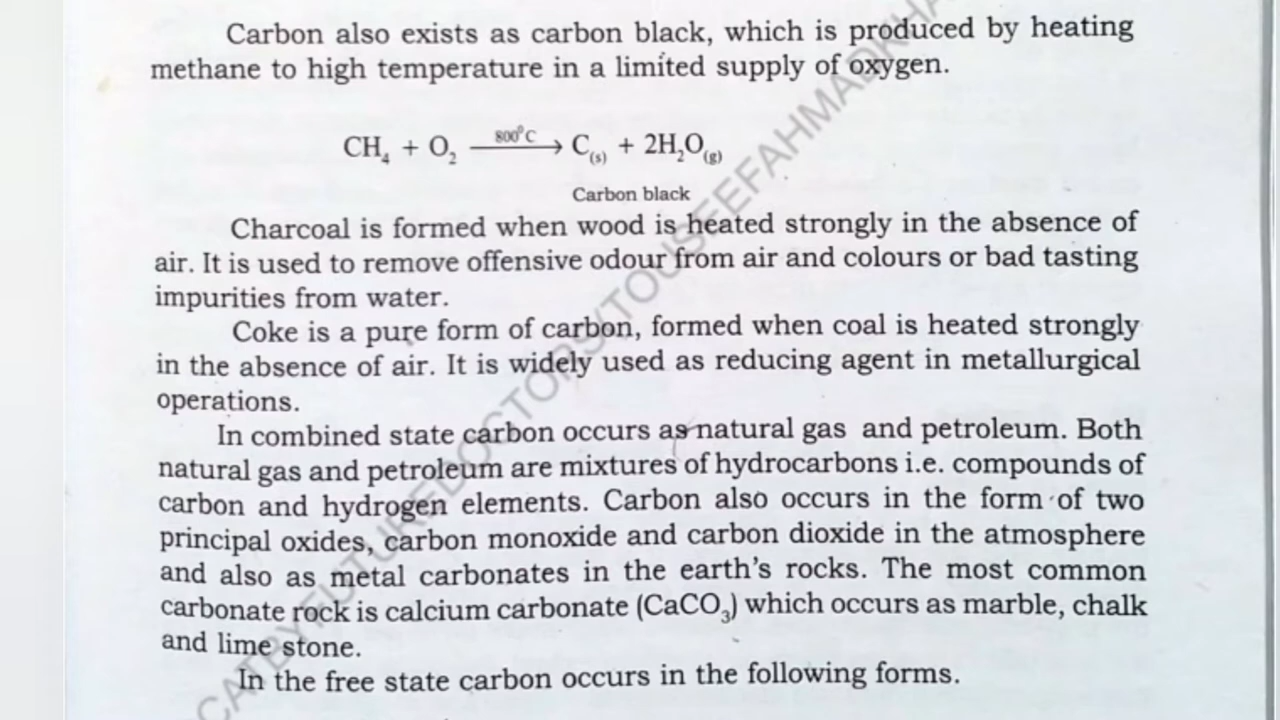 Carbon also exists as carbon black, which is produced by heating
methane to high temperature in a limited supply of oxygen.
CH₄ + O₂ ⟶ 800°C C(s) + 2H₂O(g)
Carbon black
Charcoal is formed when wood is heated strongly in the absence of
air. It is used to remove offensive odour from air and colours or bad tasting
impurities from water.
Coke is a pure form of carbon, formed when coal is heated strongly
in the absence of air. It is widely used as reducing agent in metallurgical
operations.
In combined state carbon occurs as natural gas and petroleum. Both
natural gas and petroleum are mixtures of hydrocarbons i.e. compounds of
carbon and hydrogen elements. Carbon also occurs in the form of two
principal oxides, carbon monoxide and carbon dioxide in the atmosphere
and also as metal carbonates in the earth's rocks. The most common
carbonate rock is calcium carbonate (CaCO₃) which occurs as marble, chalk
and lime stone.
In the free state carbon occurs in the following forms.